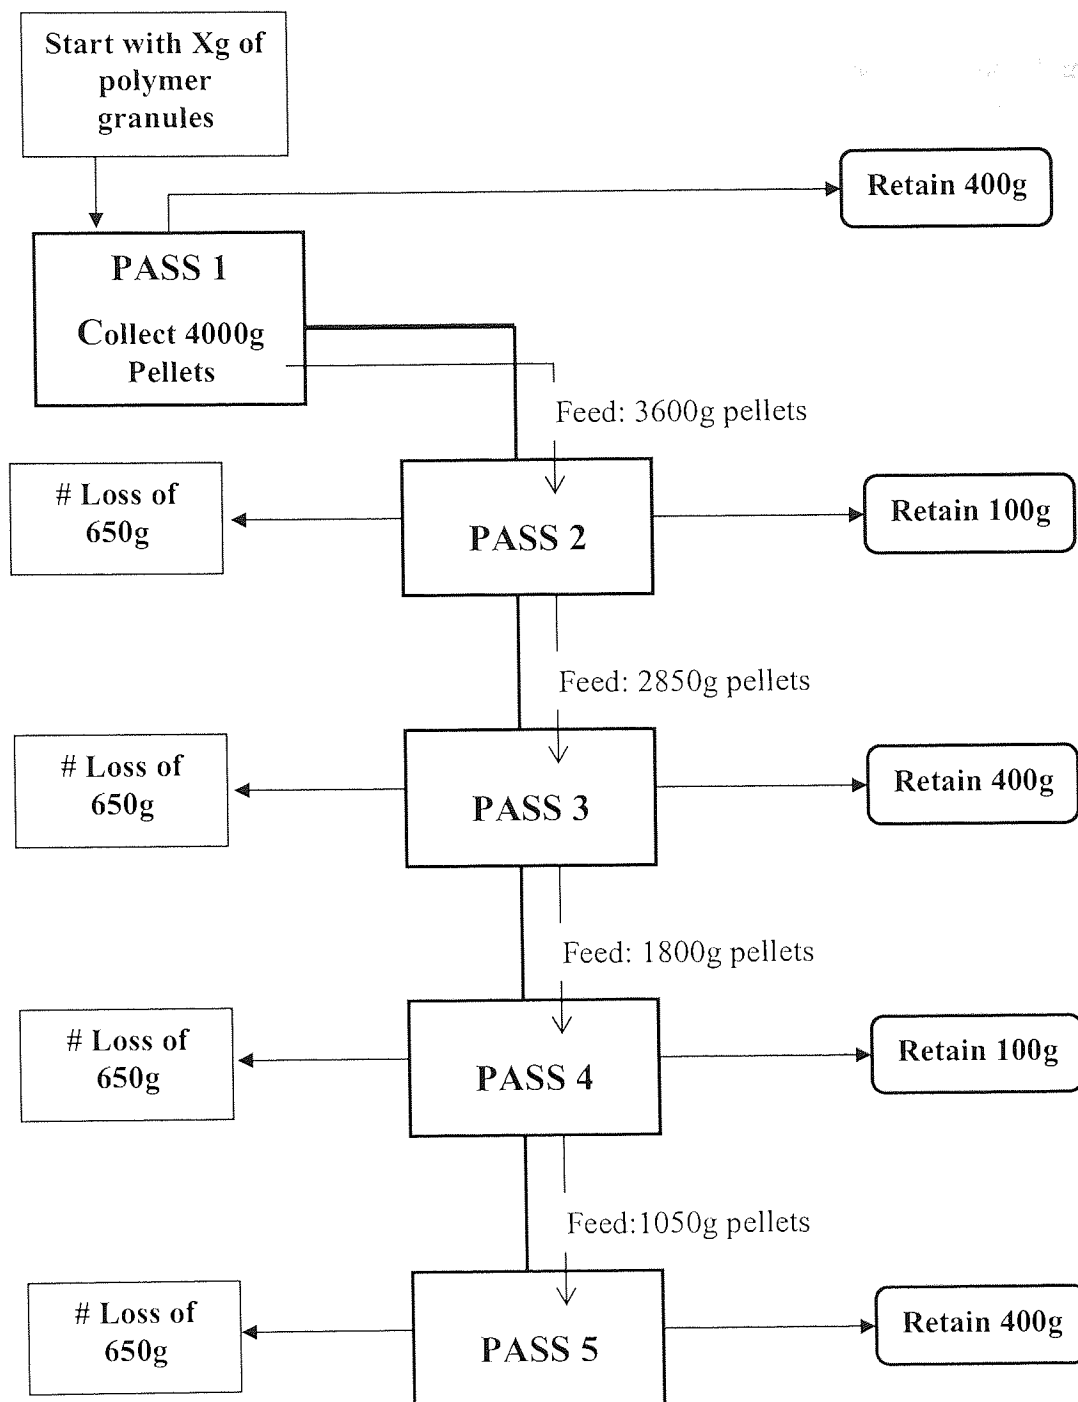 Start with Xg of
polymer
granules
Retain 400g
PASS 1
Collect 4000g
Pellets
Feed: 3600g pellets
# Loss of
650g
PASS 2
Retain 100g
Feed: 2850g pellets
# Loss of
650g
PASS 3
Retain 400g
Feed: 1800g pellets
# Loss of
650g
PASS 4
Retain 100g
Feed:1050g pellets
# Loss of
650g
PASS 5
Retain 400g